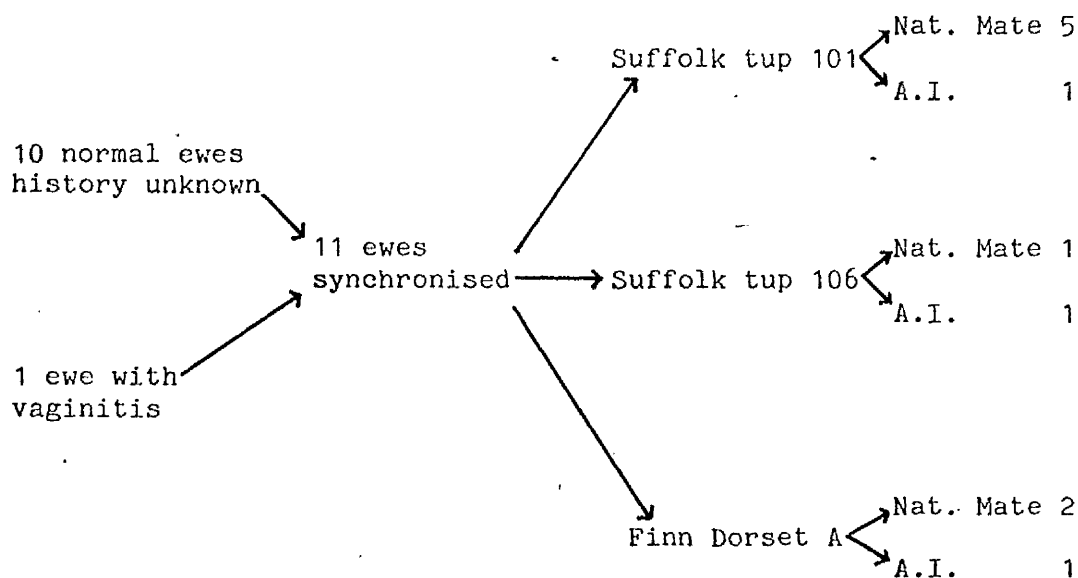 10 normal ewes
history unknown
1 ewe with
vaginitis
11 ewes
synchronised
Suffolk tup 101
Nat. Mate 5
A.I. 1
Suffolk tup 106
Nat. Mate 1
A.I. 1
Finn Dorset A
Nat. Mate 2
A.I. 1